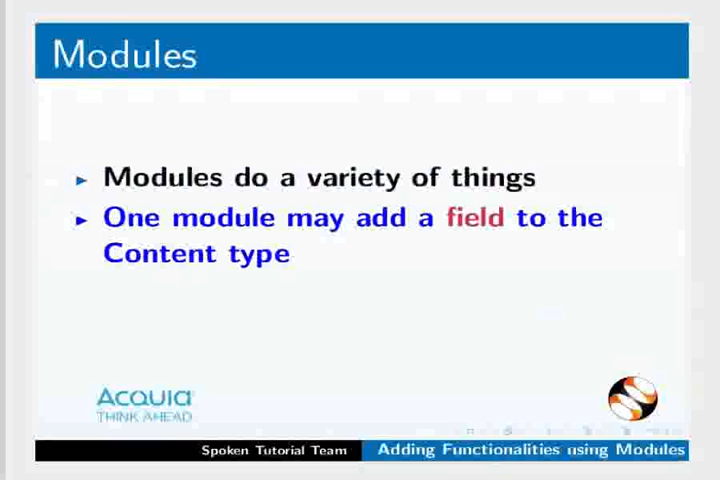 Modules
Modules do a variety of things
One module may add a field to the
Content type
ACQUIA
THINK AHEAD
Spoken Tutorial Team
Adding Functionalities using Modules